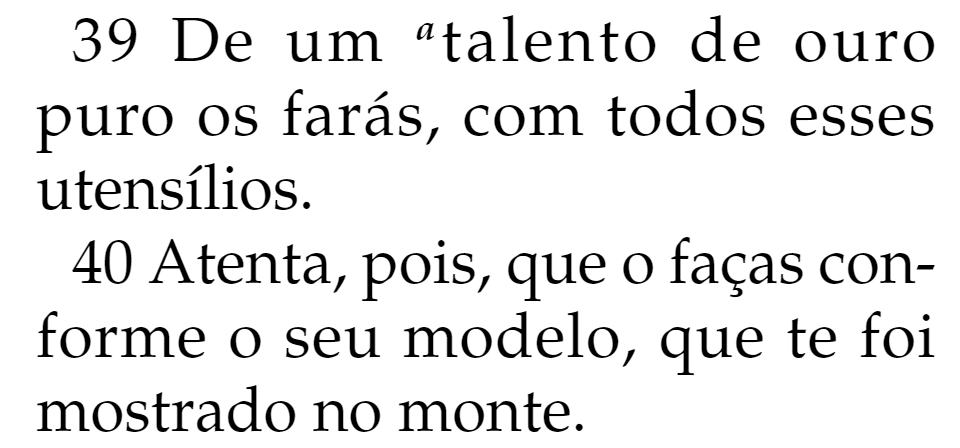 39 De um ᵃtalento de ouro
puro os farás, com todos esses
utensílios.
40 Atenta, pois, que o faças con-
forme o seu modelo, que te foi
mostrado no monte.